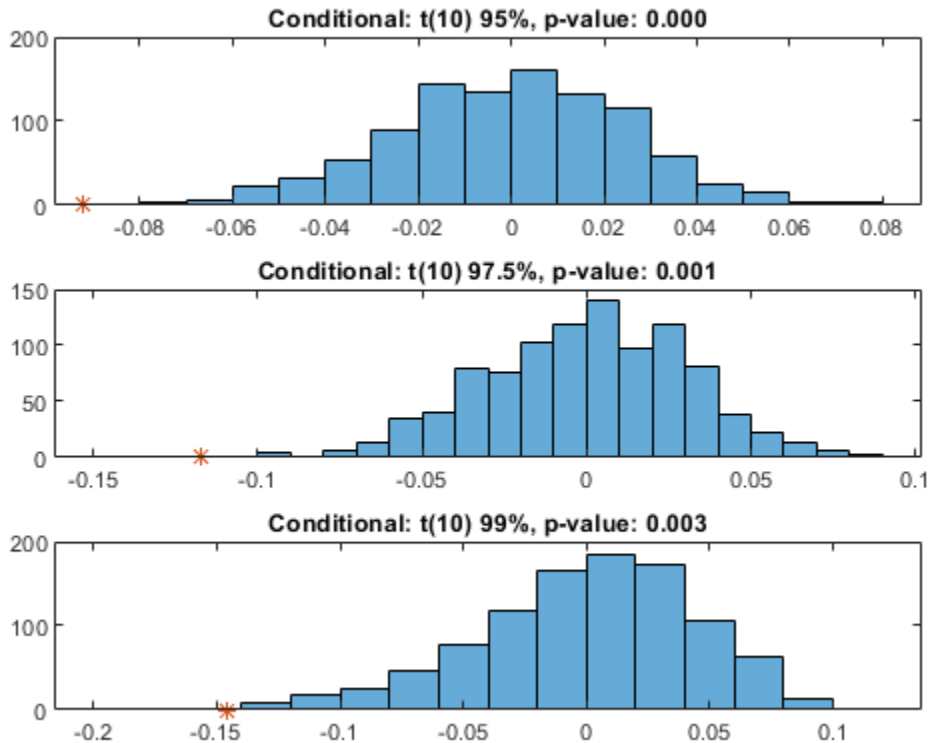 Conditional: t(10) 95%, p-value: 0.000
200
100
0
-0.08 -0.06 -0.04 -0.02 0 0.02 0.04 0.06 0.08
Conditional: t(10) 97.5%, p-value: 0.001
150
100
50
0
-0.15 -0.1 -0.05 0 0.05 0.1
Conditional: t(10) 99%, p-value: 0.003
200
100
0
-0.2 -0.15 -0.1 -0.05 0 0.05 0.1